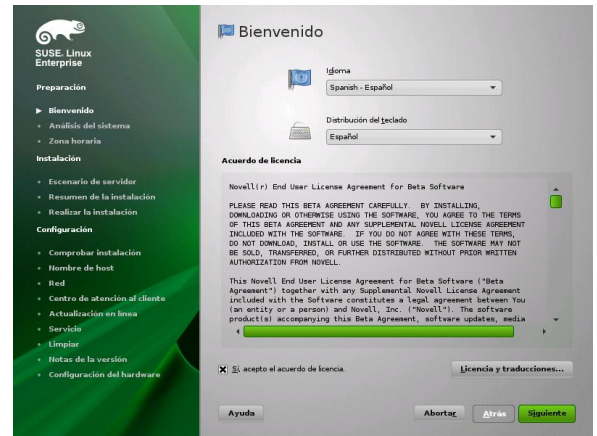 SUSE. Linux
Enterprise
Preparación
Bienvenido
Análisis del sistema
Zona horaria
Instalación
Escenario de servidor
Resumen de la instalación
Realizar la instalación
Configuración
Comprobar instalación
Nombre de host
Red
Centro de atención al cliente
Actualización en línea
Servicio
Limpiar
Notas de la versión
Configuración del hardware
Bienvenido
Idioma
Spanish - Español
Distribución del teclado
Español
Acuerdo de licencia
Novell(r) End User License Agreement for Beta Software
PLEASE READ THIS BETA AGREEMENT CAREFULLY. BY INSTALLING,
DOWNLOADING OR OTHERWISE USING THE SOFTWARE, YOU AGREE TO THE TERMS
OF THIS BETA AGREEMENT AND ANY SUPPLEMENTAL NOVELL LICENSE AGREEMENT
INCLUDED WITH THE SOFTWARE. IF YOU DO NOT AGREE WITH THESE TERMS,
DO NOT DOWNLOAD, INSTALL OR USE THE SOFTWARE. THE SOFTWARE MAY NOT
BE SOLD, TRANSFERRED, OR FURTHER DISTRIBUTED WITHOUT PRIOR WRITTEN
AUTHORIZATION FROM NOVELL.
This Novell End User License Agreement for Beta Software ("Beta
Agreement") together with any Supplemental Novell License Agreement
included with the Software constitutes a legal agreement between You
(an entity or a person) and Novell, Inc. ("Novell"). The software
product(s) accompanying this Beta Agreement, software updates, media
Sí, acepto el acuerdo de licencia.
Licencia y traducciones...
Ayuda
Abortar
Atrás
Siguiente